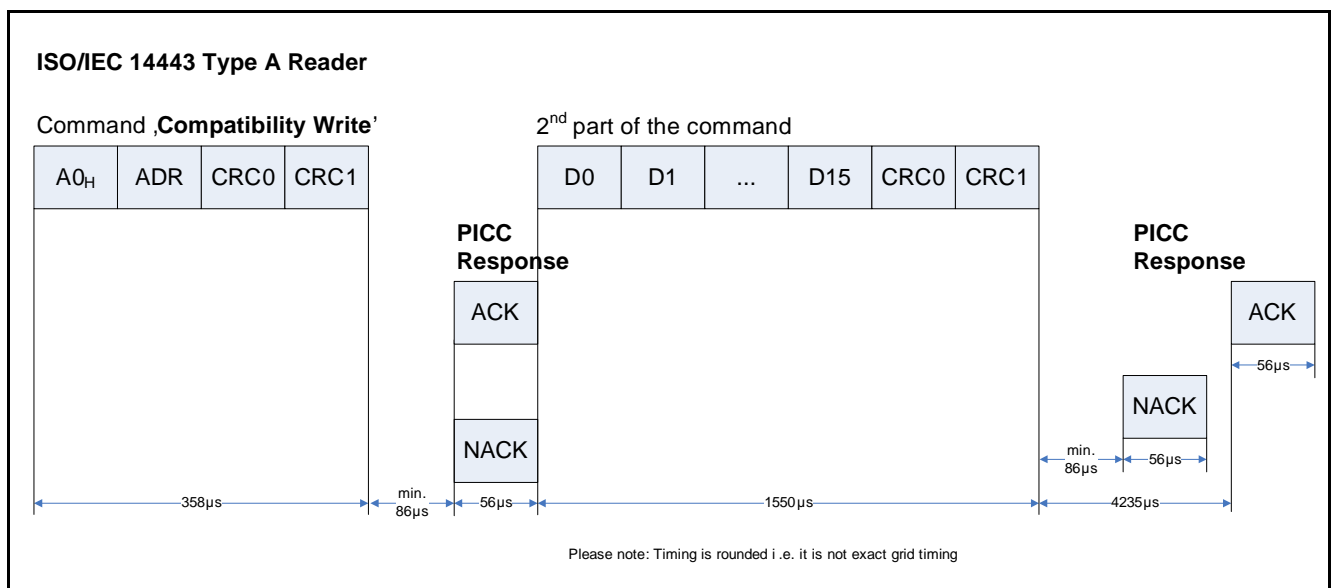 ISO/IEC 14443 Type A Reader
Command ‚Compatibility Write’
2nd part of the command
A0H ADR CRC0 CRC1
D0 D1 ... D15 CRC0 CRC1
PICC
Response
PICC
Response
ACK
ACK
56µs
NACK
NACK
min.
86µs
56µs
358µs
min.
86µs
56µs
1550µs
4235µs
Please note: Timing is rounded i .e. it is not exact grid timing